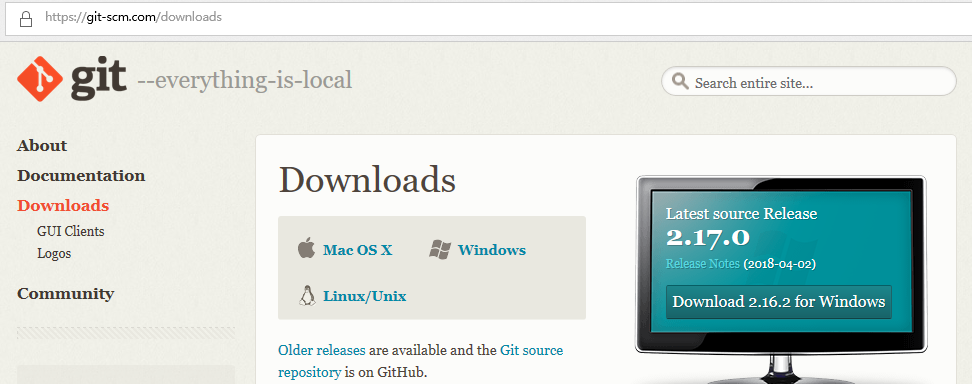 https://git-scm.com/downloads
git --everything-is-local
Search entire site...
About
Documentation
Downloads
GUI Clients
Logos
Community
Downloads
Mac OS X
Windows
Linux/Unix
Older releases are available and the Git source
repository is on GitHub.
Latest source Release
2.17.0
Release Notes (2018-04-02)
Download 2.16.2 for Windows